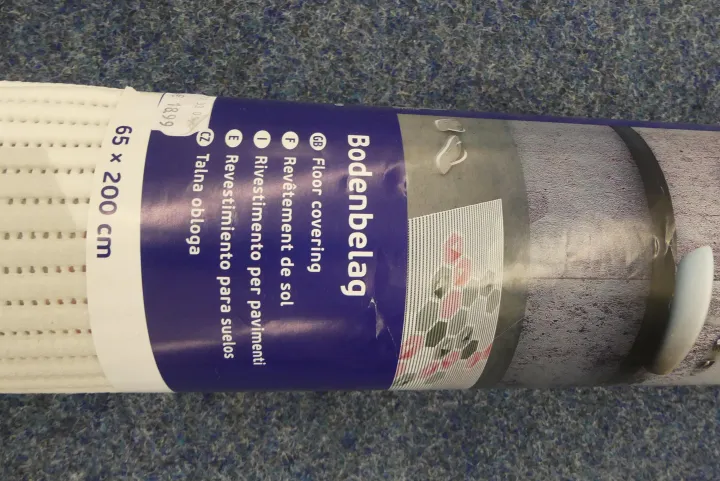 Bodenbelag
GB Floor covering
F Revêtement de sol
I Rivestimento per pavimenti
E Revestimiento para suelos
CZ Talna obloga
65 × 200 cm
1899